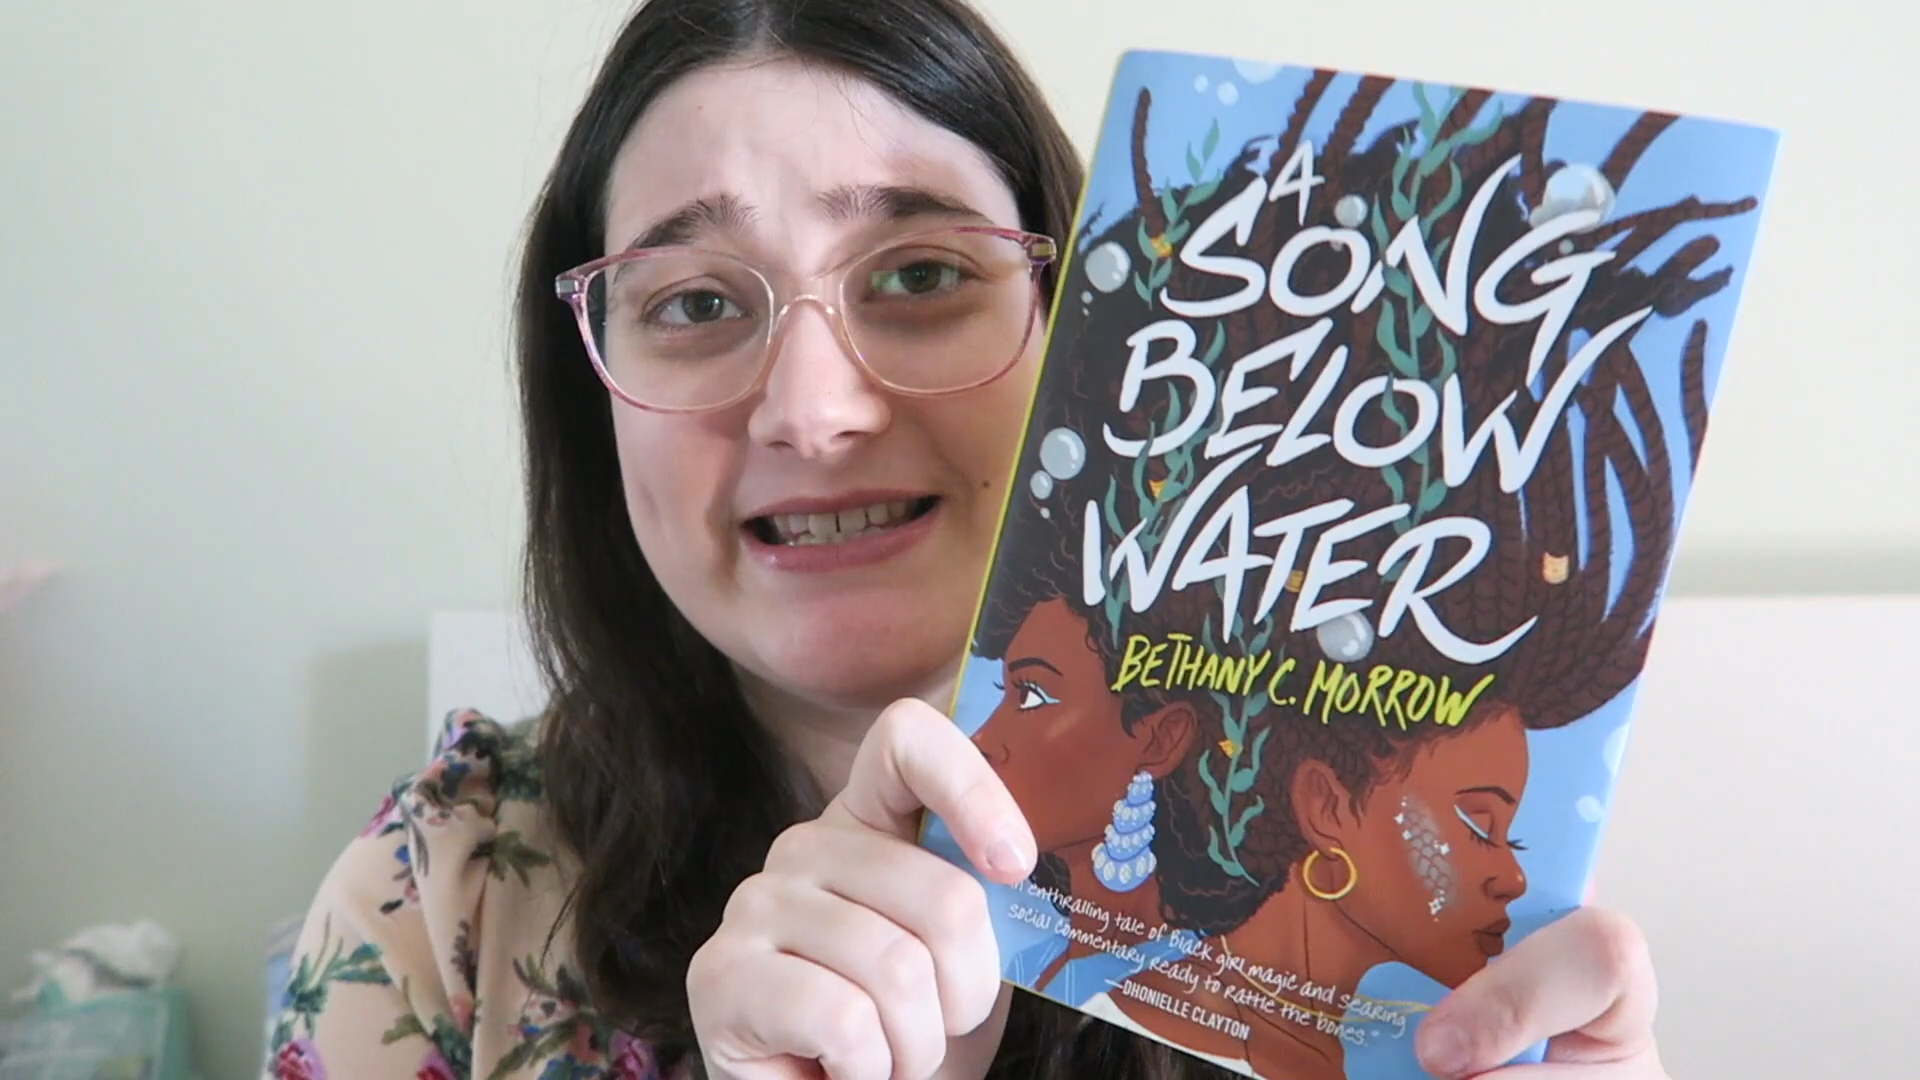 A
SONG
BELOW
WATER
BETHANY C. MORROW
enthralling tale of Black girl magic and searing
social commentary ready to rattle the bones."
—DHONIELLE CLAYTON